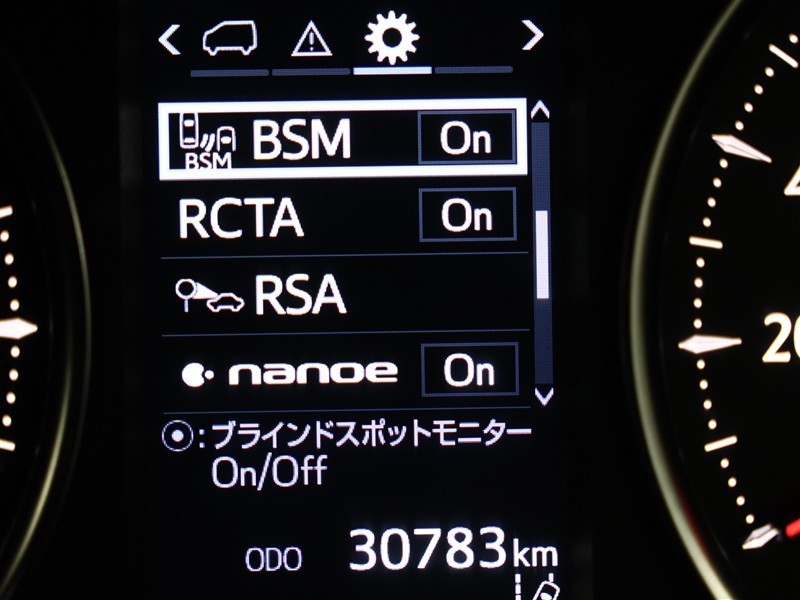 BSM BSM On
RCTA On
RSA
nanoe On
:ブラインドスポットモニター
On/Off
ODO 30783km